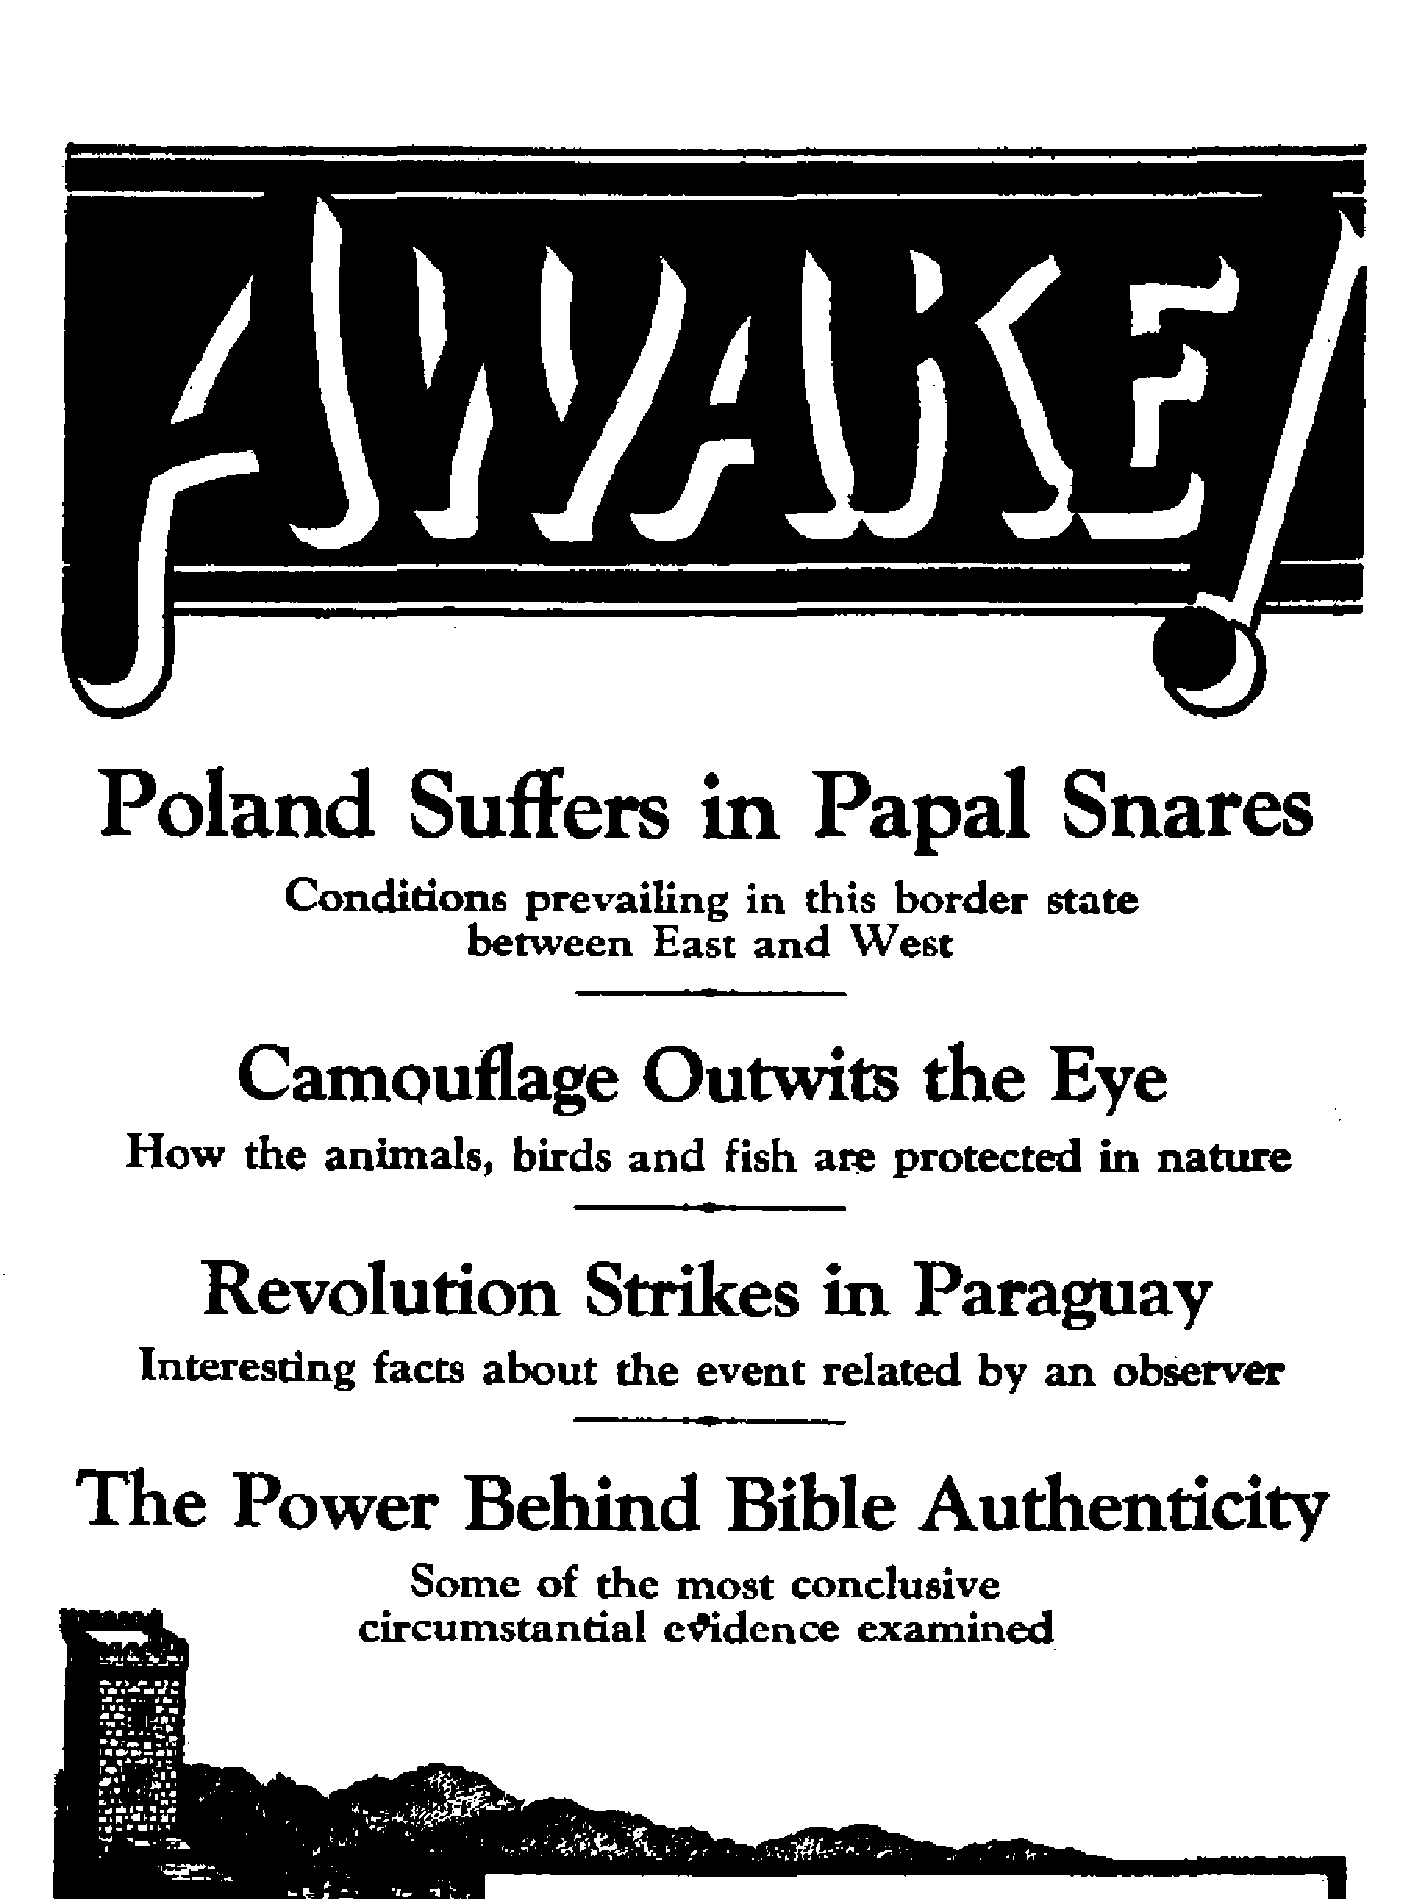 AWAKE!
Poland Suffers in Papal Snares
Conditions prevailing in this border state
between East and West
Camouflage Outwits the Eye
How the animals, birds and fish are protected in nature
Revolution Strikes in Paraguay
Interesting facts about the event related by an observer
The Power Behind Bible Authenticity
Some of the most conclusive
circumstantial evidence examined